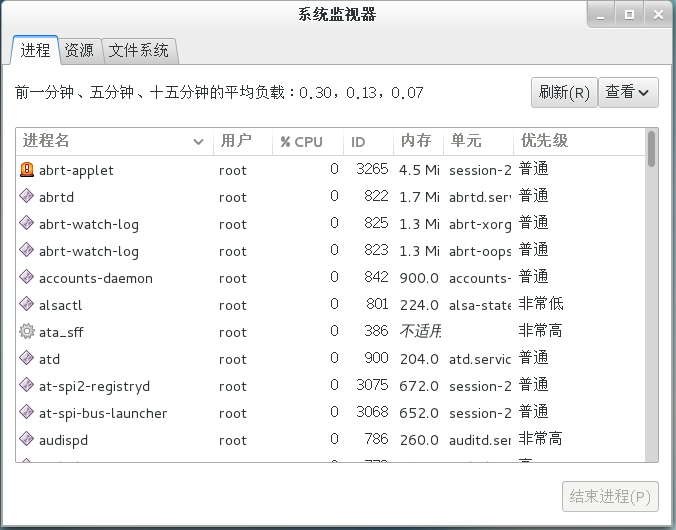 系统监视器
进程 资源 文件系统
前一分钟、五分钟、十五分钟的平均负载：0.30，0.13，0.07 刷新(R) 查看
进程名 用户 % CPU ID 内存 单元 优先级
abrt-applet root 0 3265 4.5 Mi session-2 普通
abrtd root 0 822 1.7 Mi abrtd.serv 普通
abrt-watch-log root 0 825 1.3 Mi abrt-xorg 普通
abrt-watch-log root 0 823 1.3 Mi abrt-oops 普通
accounts-daemon root 0 842 900.0 accounts- 普通
alsactl root 0 801 224.0 alsa-state 非常低
ata_sff root 0 386 不适用 非常高
atd root 0 900 204.0 atd.servic 普通
at-spi2-registryd root 0 3075 672.0 session-2 普通
at-spi-bus-launcher root 0 3068 652.0 session-2 普通
audispd root 0 786 260.0 auditd.ser 非常高
结束进程(P)